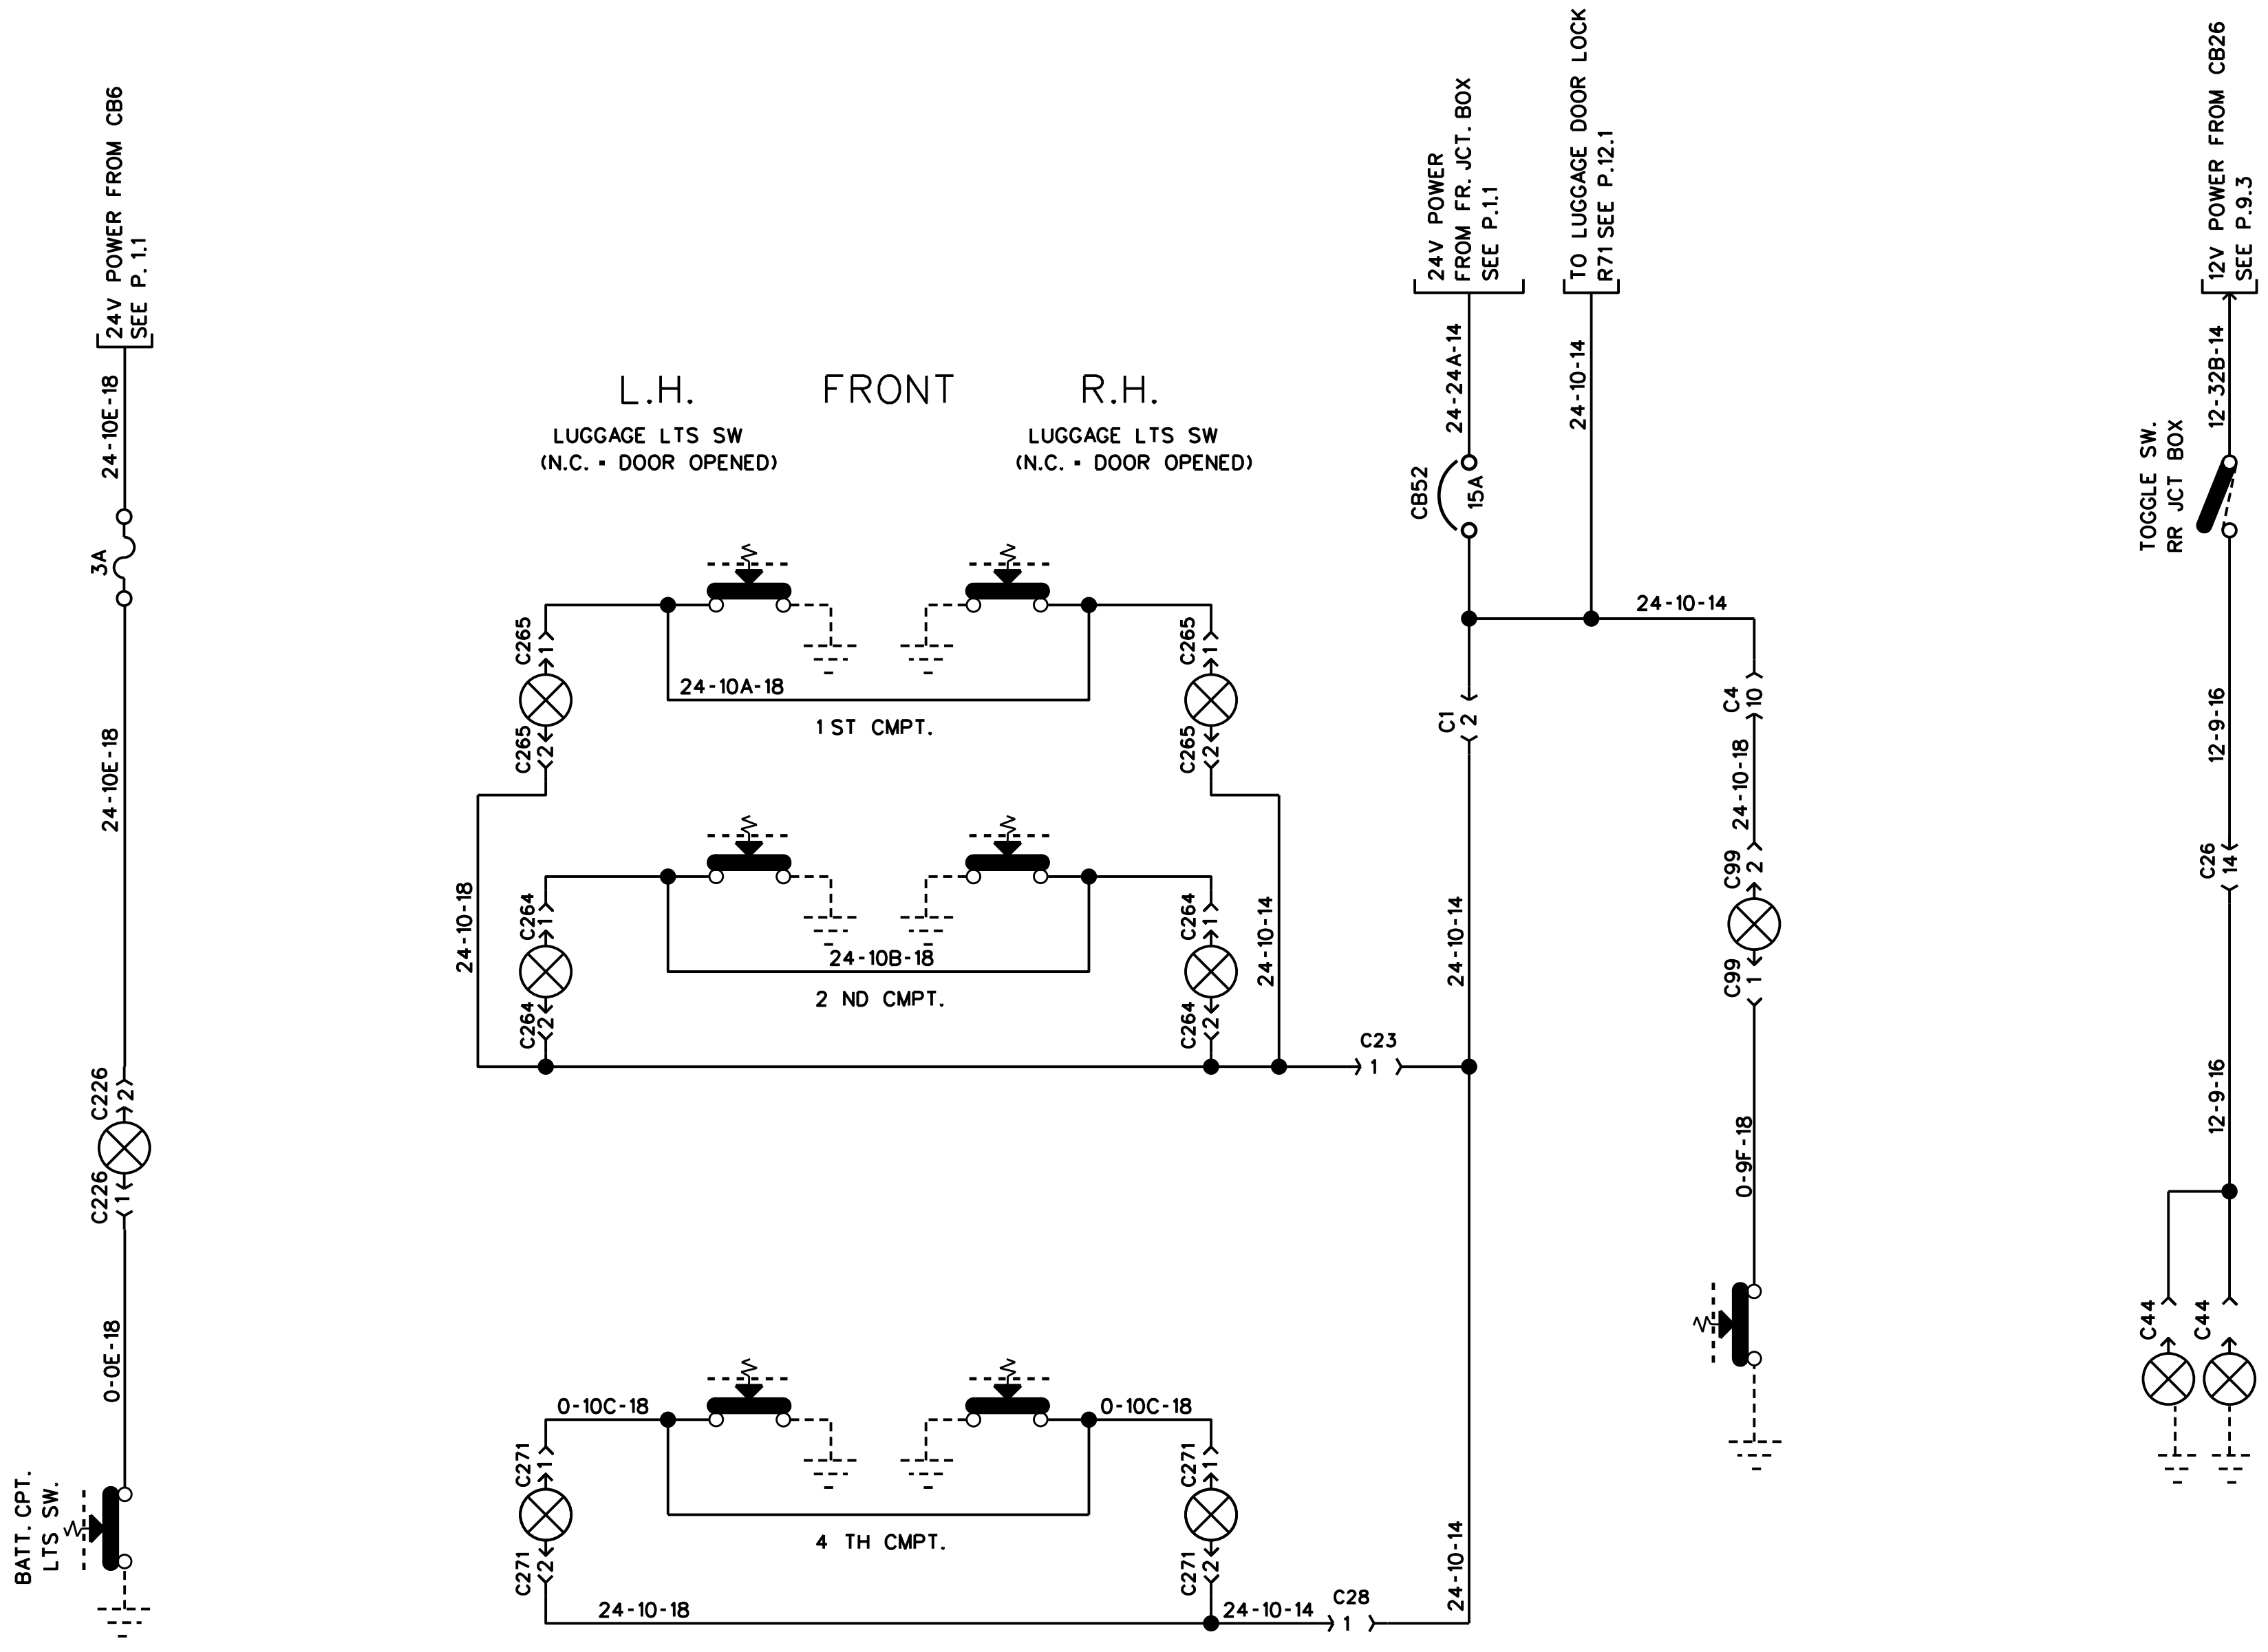 24V POWER FROM CB6
SEE P. 1.1
24-10E-18
3A
24-10E-18
C226
2
C226
1
0-0E-18
BATT. CPT.
LTS SW.
L.H.
FRONT
R.H.
LUGGAGE LTS SW
(N.C. - DOOR OPENED)
LUGGAGE LTS SW
(N.C. - DOOR OPENED)
C265
1
C265
2
24-10A-18
1 ST CMPT.
C265
1
C265
2
24-10-18
C264
1
C264
2
24-10B-18
2 ND CMPT.
C264
1
C264
2
24-10-14
C23
1
0-10C-18
0-10C-18
C271
1
C271
2
4 TH CMPT.
C271
1
C271
2
24-10-18
24-10-14
C28
1
24V POWER
FROM FR. JCT. BOX
SEE P.1.1
24-24A-14
CB52
15A
C1
2
24-10-14
24-10-14
TO LUGGAGE DOOR LOCK
R71 SEE P.12.1
24-10-14
24-10-14
C4
10
24-10-18
C99
2
C99
1
0-9F-18
12V POWER FROM CB26
SEE P.9.3
12-32B-14
TOGGLE SW.
RR JCT BOX
12-9-16
C26
14
12-9-16
C44
C44